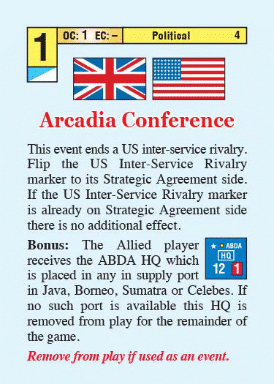 1 OC: 1 EC: – Political 4
Arcadia Conference
This event ends a US inter-service rivalry.
Flip the US Inter-Service Rivalry
marker to its Strategic Agreement side.
If the US Inter-Service Rivalry marker
is already on Strategic Agreement side
there is no additional effect.
Bonus: The Allied player
receives the ABDA HQ which
is placed in any in supply port
in Java, Borneo, Sumatra or Celebes. If
no such port is available this HQ is
removed from play for the remainder of
the game.
ABDA
HQ
12 1
Remove from play if used as an event.